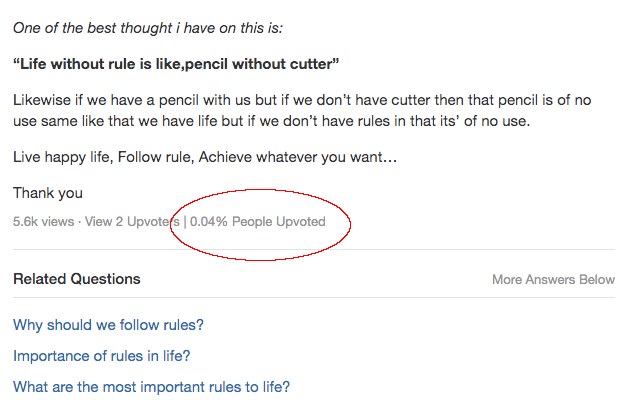 One of the best thought i have on this is:
“Life without rule is like,pencil without cutter”
Likewise if we have a pencil with us but if we don’t have cutter then that pencil is of no
use same like that we have life but if we don’t have rules in that its’ of no use.
Live happy life, Follow rule, Achieve whatever you want…
Thank you
5.6k views · View 2 Upvoters | 0.04% People Upvoted
Related Questions
More Answers Below
Why should we follow rules?
Importance of rules in life?
What are the most important rules to life?